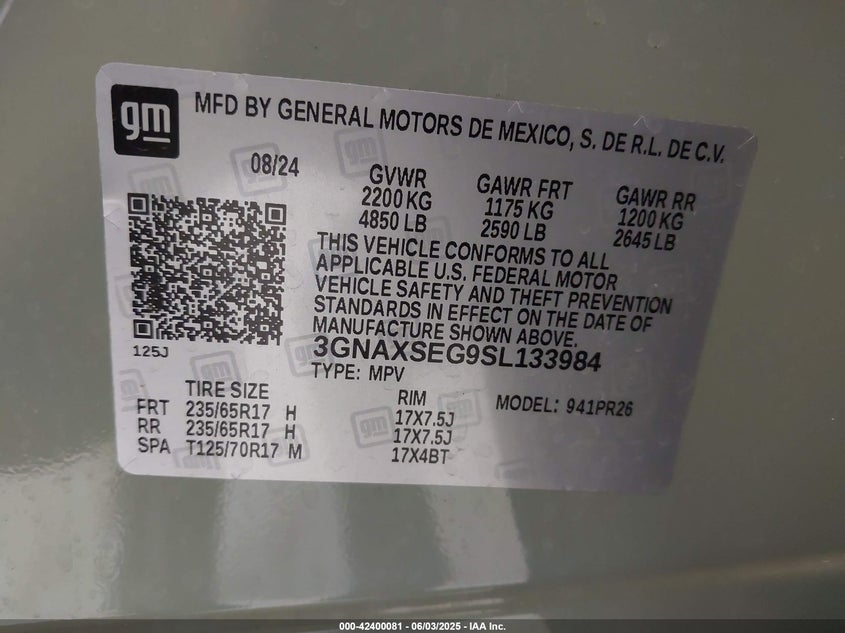 gm
MFD BY GENERAL MOTORS DE MEXICO, S. DE R.L. DE C.V.
08/24
GVWR
2200 KG
4850 LB
GAWR FRT
1175 KG
2590 LB
GAWR RR
1200 KG
2645 LB
THIS VEHICLE CONFORMS TO ALL
APPLICABLE U.S. FEDERAL MOTOR
VEHICLE SAFETY AND THEFT PREVENTION
STANDARDS IN EFFECT ON THE DATE OF
MANUFACTURE SHOWN ABOVE.
125J
3GNAXSEG9SL133984
TYPE: MPV
TIRE SIZE RIM MODEL: 941PR26
FRT 235/65R17 H 17X7.5J
RR 235/65R17 H 17X7.5J
SPA T125/70R17 M 17X4BT
000-42400081 - 06/03/2025 - IAA Inc.